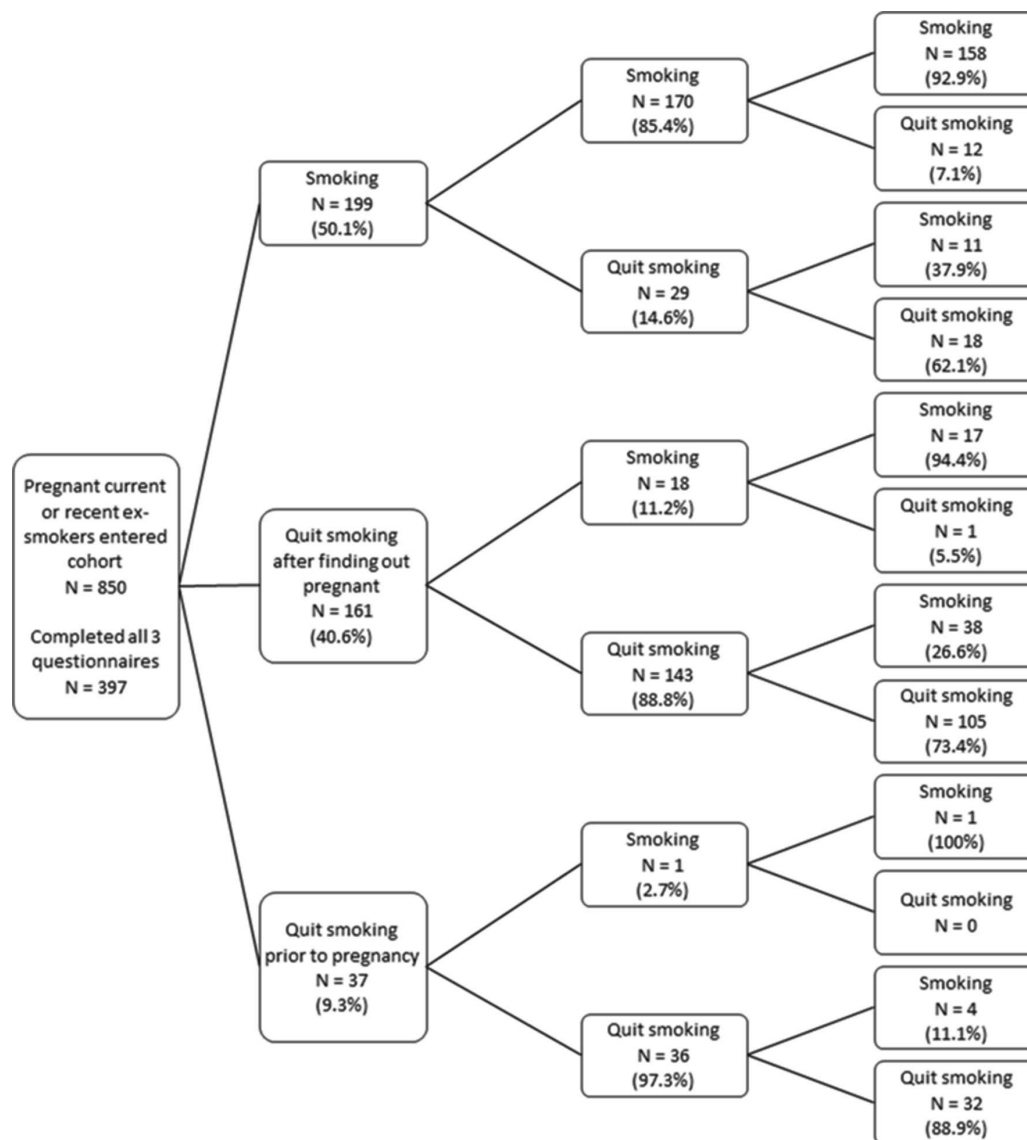 Pregnant current
or recent ex-
smokers entered
cohort
N = 850
Completed all 3
questionnaires
N = 397
Smoking
N = 199
(50.1%)
Quit smoking
after finding out
pregnant
N = 161
(40.6%)
Quit smoking
prior to pregnancy
N = 37
(9.3%)
Smoking
N = 170
(85.4%)
Quit smoking
N = 29
(14.6%)
Smoking
N = 18
(11.2%)
Quit smoking
N = 143
(88.8%)
Smoking
N = 1
(2.7%)
Quit smoking
N = 36
(97.3%)
Smoking
N = 158
(92.9%)
Quit smoking
N = 12
(7.1%)
Smoking
N = 11
(37.9%)
Quit smoking
N = 18
(62.1%)
Smoking
N = 17
(94.4%)
Quit smoking
N = 1
(5.5%)
Smoking
N = 38
(26.6%)
Quit smoking
N = 105
(73.4%)
Smoking
N = 1
(100%)
Quit smoking
N = 0
Smoking
N = 4
(11.1%)
Quit smoking
N = 32
(88.9%)